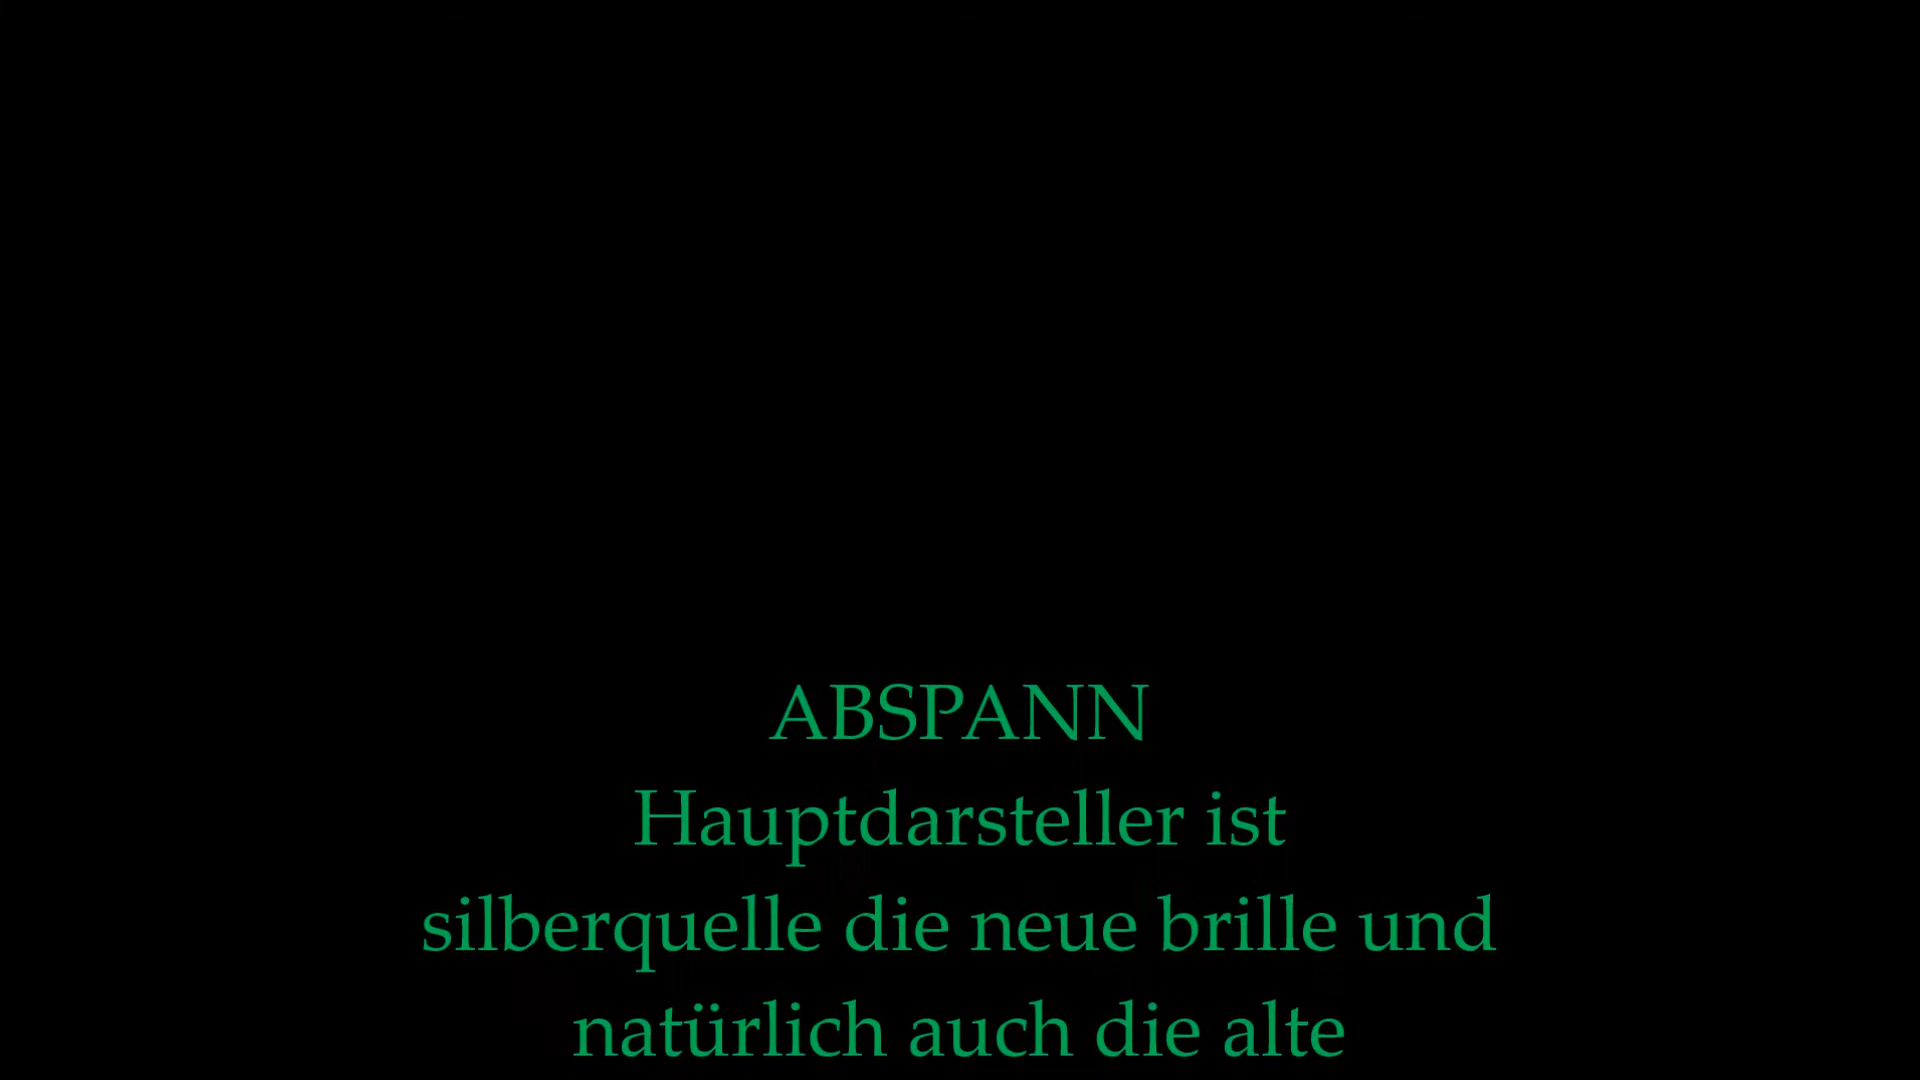 ABSPANN
Hauptdarsteller ist
silberquelle die neue brille und
natürlich auch die alte